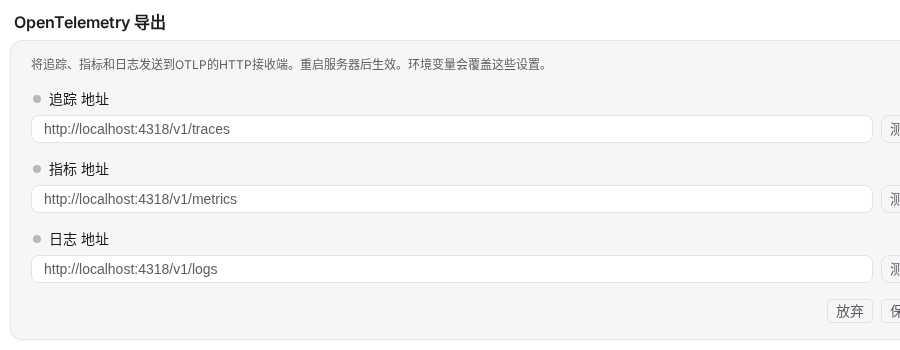 OpenTelemetry 导出
将追踪、指标和日志发送到OTLP的HTTP接收端。重启服务器后生效。环境变量会覆盖这些设置。
追踪 地址
http://localhost:4318/v1/traces
指标 地址
http://localhost:4318/v1/metrics
日志 地址
http://localhost:4318/v1/logs
放弃